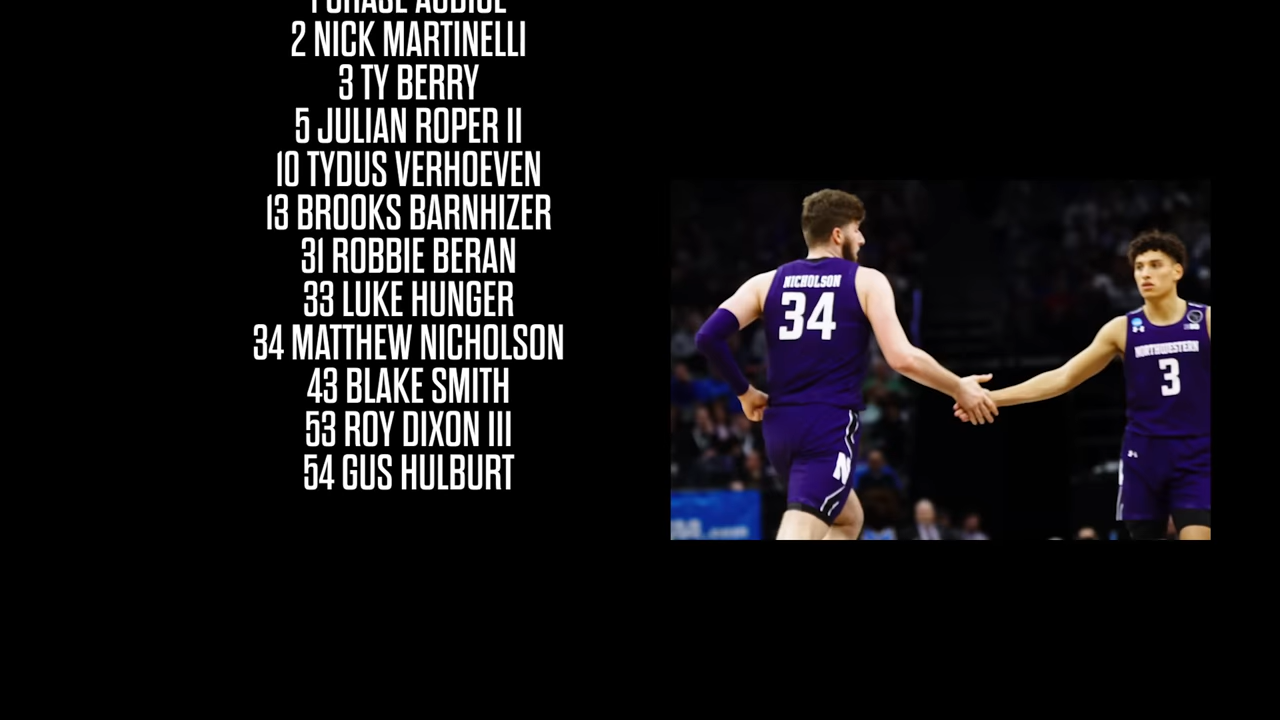 2 NICK MARTINELLI
3 TY BERRY
5 JULIAN ROPER II
10 TYDUS VERHOEVEN
13 BROOKS BARNHIZER
31 ROBBIE BERAN
33 LUKE HUNGER
34 MATTHEW NICHOLSON
43 BLAKE SMITH
53 ROY DIXON III
54 GUS HULBURT
NICHOLSON
34
N
NORTHWESTERN
3
.com